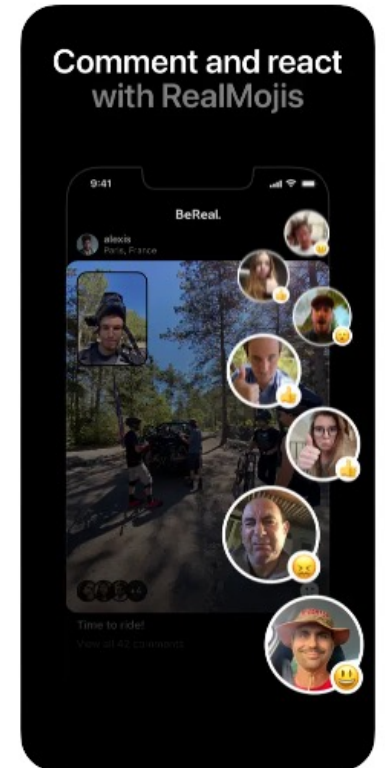 Comment and react
with RealMojis
9:41
BeReal.
alexis
Paris, France
Time to ride!
View all 42 comments